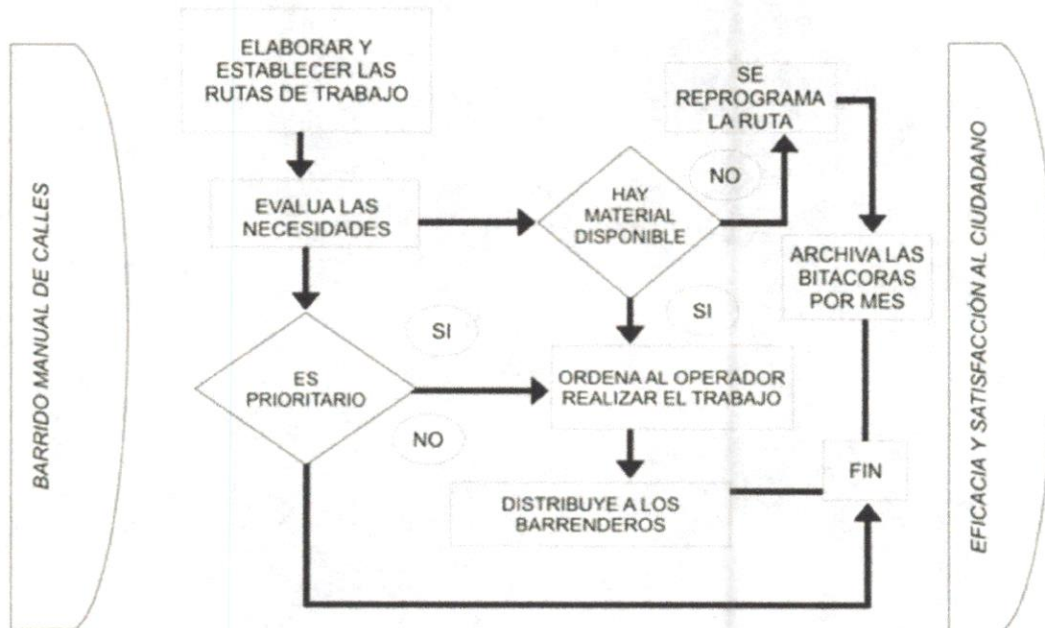 BARRIDO MANUAL DE CALLES
ELABORAR Y
ESTABLECER LAS
RUTAS DE TRABAJO
EVALUA LAS
NECESIDADES
ES
PRIORITARIO
SI
NO
HAY
MATERIAL
DISPONIBLE
NO
SI
SE
REPROGRAMA
LA RUTA
ORDENA AL OPERADOR
REALIZAR EL TRABAJO
DISTRIBUYE A LOS
BARRENDEROS
ARCHIVA LAS
BITACORAS
POR MES
FIN
EFICACIA Y SATISFACCIÓN AL CIUDADANO